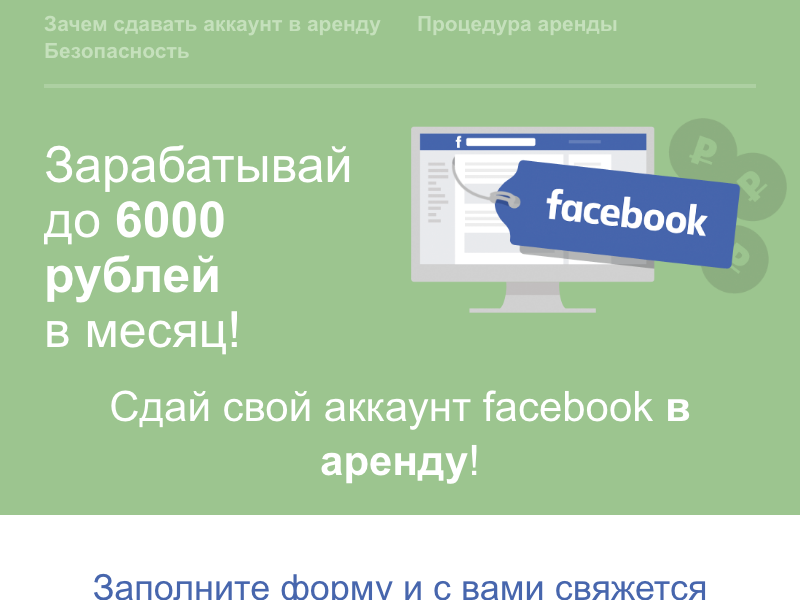 Зачем сдавать аккаунт в аренду Процедура аренды
Безопасность
f
facebook
Зарабатывай
до 6000
рублей
в месяц!
Сдай свой аккаунт facebook в
аренду!
Заполните форму и с вами свяжется